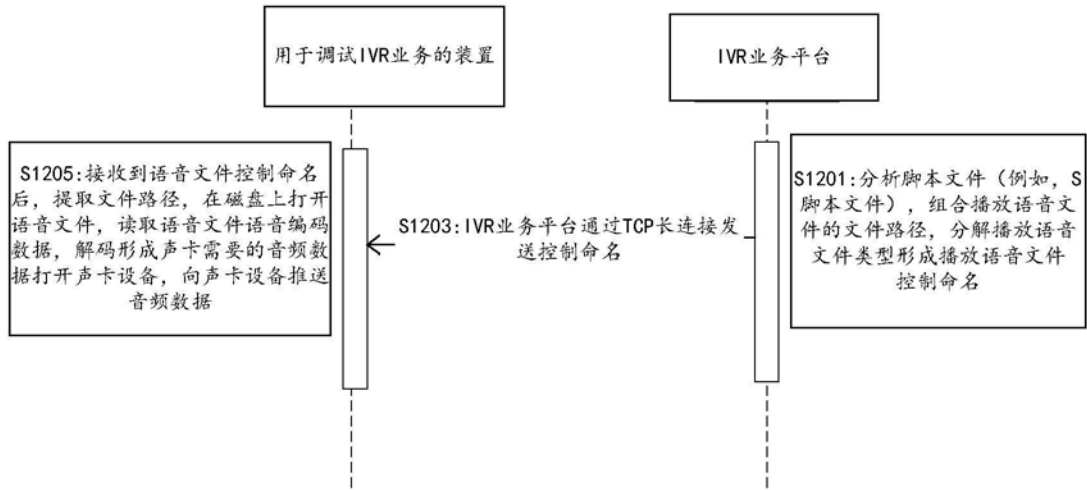 用于调试IVR业务的装置
IVR业务平台
S1205:接收到语音文件控制命名
后，提取文件路径，在磁盘上打开
语音文件，读取语音文件语音编码
数据，解码形成声卡需要的音频数
据打开声卡设备，向声卡设备推送
音频数据
S1203:IVR业务平台通过TCP长连接发
送控制命名
S1201:分析脚本文件（例如，S
脚本文件），组合播放语音文
件的文件路径，分解播放语音
文件类型形成播放语音文件
控制命名